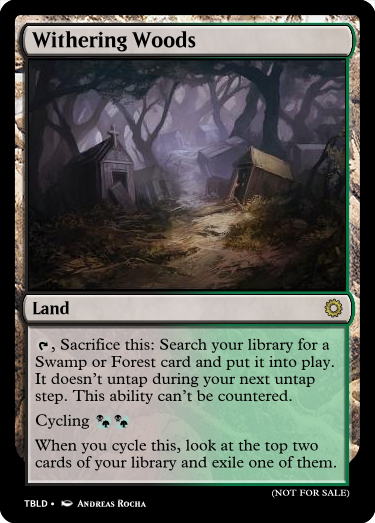 Withering Woods
Land
, Sacrifice this: Search your library for a
Swamp or Forest card and put it into play.
It doesn't untap during your next untap
step. This ability can't be countered.
Cycling
When you cycle this, look at the top two
cards of your library and exile one of them.
(NOT FOR SALE)
TBLD • Andreas Rocha